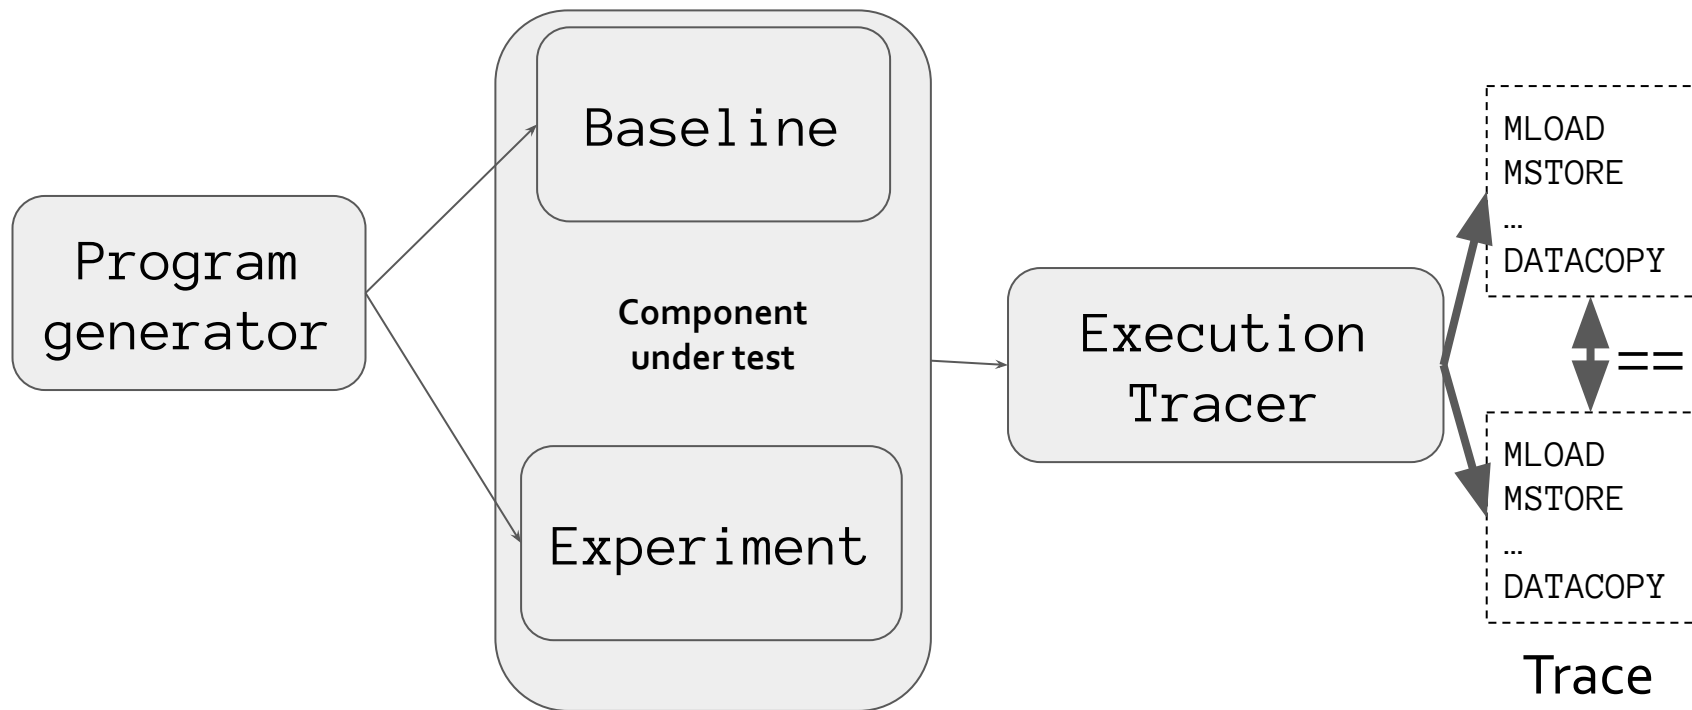 Program
generator
Baseline
Component
under test
Experiment
Execution
Tracer
MLOAD
MSTORE
…
DATACOPY
==
MLOAD
MSTORE
…
DATACOPY
Trace